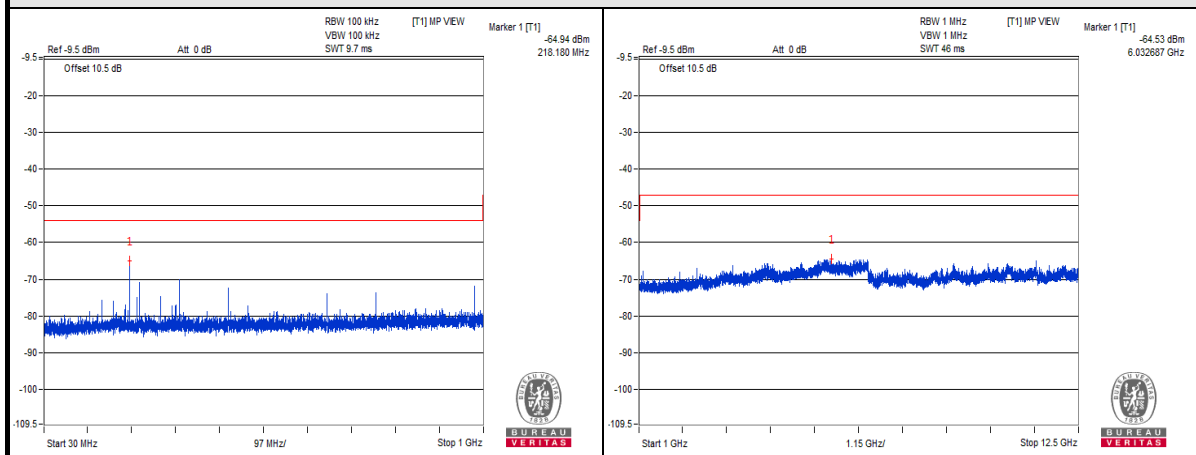 RBW 100 kHz [T1] MP VIEW
VBW 100 kHz
Ref -9.5 dBm Att 0 dB SWT 9.7 ms
Marker 1 [T1]
-64.94 dBm
218.180 MHz
Offset 10.5 dB
-9.5
-20
-30
-40
-50
-60
-70
-80
-90
-100
-109.5
1
Start 30 MHz 97 MHz/ Stop 1 GHz
BUREAU VERITAS
1828
BUREAU
VERITAS
RBW 1 MHz [T1] MP VIEW
VBW 1 MHz
Ref -9.5 dBm Att 0 dB SWT 46 ms
Marker 1 [T1]
-64.53 dBm
6.032687 GHz
Offset 10.5 dB
-9.5
-20
-30
-40
-50
-60
-70
-80
-90
-100
-109.5
1
Start 1 GHz 1.15 GHz/ Stop 12.5 GHz
BUREAU VERITAS
1828
BUREAU
VERITAS